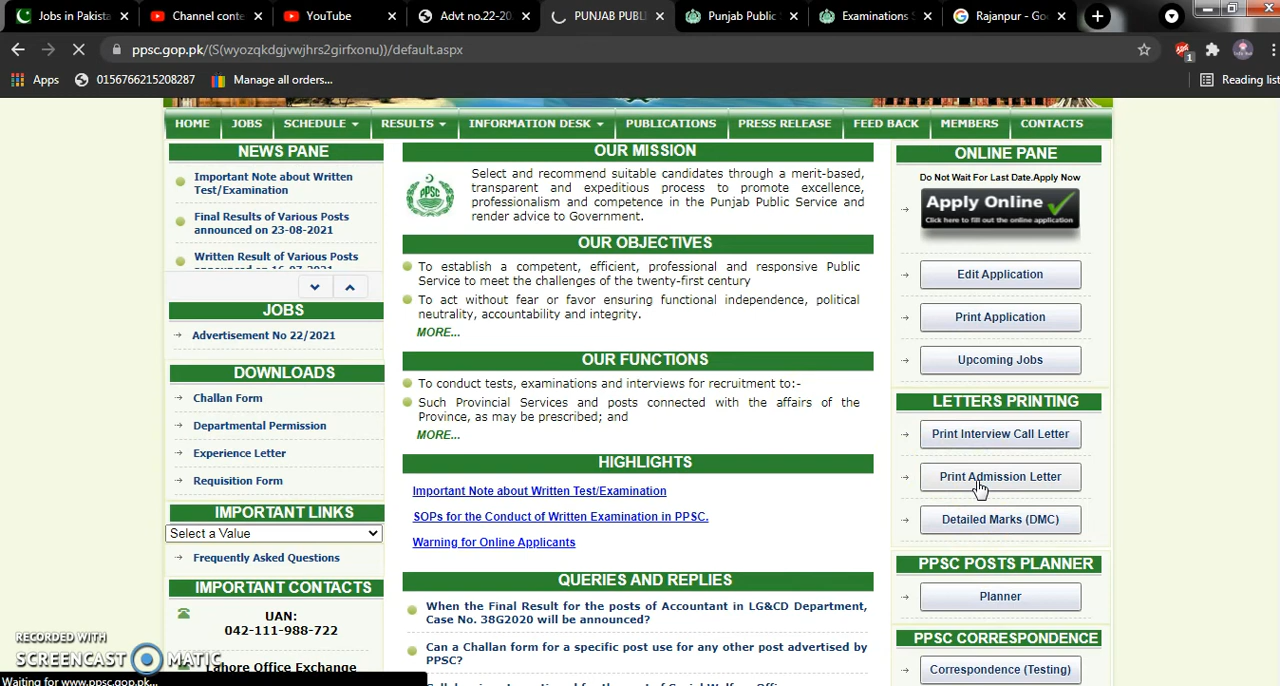 Jobs in Pakista
Channel conte
YouTube
Advt no.22-20
PUNJAB PUBL
Punjab Public
Examinations S
Rajanpur - Go
ppsc.gop.pk/(S(wyozqkdgjvwjhrs2girfxonu))/default.aspx
1
Apps
0156766215208287
Manage all orders...
Reading list
HOME
JOBS
SCHEDULE
RESULTS
INFORMATION DESK
PUBLICATIONS
PRESS RELEASE
FEED BACK
MEMBERS
CONTACTS
NEWS PANE
Important Note about Written
Test/Examination
Final Results of Various Posts
announced on 23-08-2021
Written Result of Various Posts
announced on 16-07-2021
JOBS
Advertisement No 22/2021
DOWNLOADS
Challan Form
Departmental Permission
Experience Letter
Requisition Form
IMPORTANT LINKS
Select a Value
Frequently Asked Questions
IMPORTANT CONTACTS
UAN:
042-111-988-722
Lahore Office Exchange
OUR MISSION
PPSC
Select and recommend suitable candidates through a merit-based,
transparent and expeditious process to promote excellence,
professionalism and competence in the Punjab Public Service and
render advice to Government.
OUR OBJECTIVES
To establish a competent, efficient, professional and responsive Public
Service to meet the challenges of the twenty-first century
To act without fear or favor ensuring functional independence, political
neutrality, accountability and integrity.
MORE...
OUR FUNCTIONS
To conduct tests, examinations and interviews for recruitment to:-
Such Provincial Services and posts connected with the affairs of the
Province, as may be prescribed; and
MORE...
HIGHLIGHTS
Important Note about Written Test/Examination
SOPs for the Conduct of Written Examination in PPSC.
Warning for Online Applicants
QUERIES AND REPLIES
When the Final Result for the posts of Accountant in LG&CD Department,
Case No. 38G2020 will be announced?
Can a Challan form for a specific post use for any other post advertised by
PPSC?
ONLINE PANE
Do Not Wait For Last Date.Apply Now
Apply Online
Click here to fill out the online application
Edit Application
Print Application
Upcoming Jobs
LETTERS PRINTING
Print Interview Call Letter
Print Admission Letter
Detailed Marks (DMC)
PPSC POSTS PLANNER
Planner
PPSC CORRESPONDENCE
Correspondence (Testing)
RECORDED WITH
SCREENCAST MATIC
Waiting for www.ppsc.gop.pk...